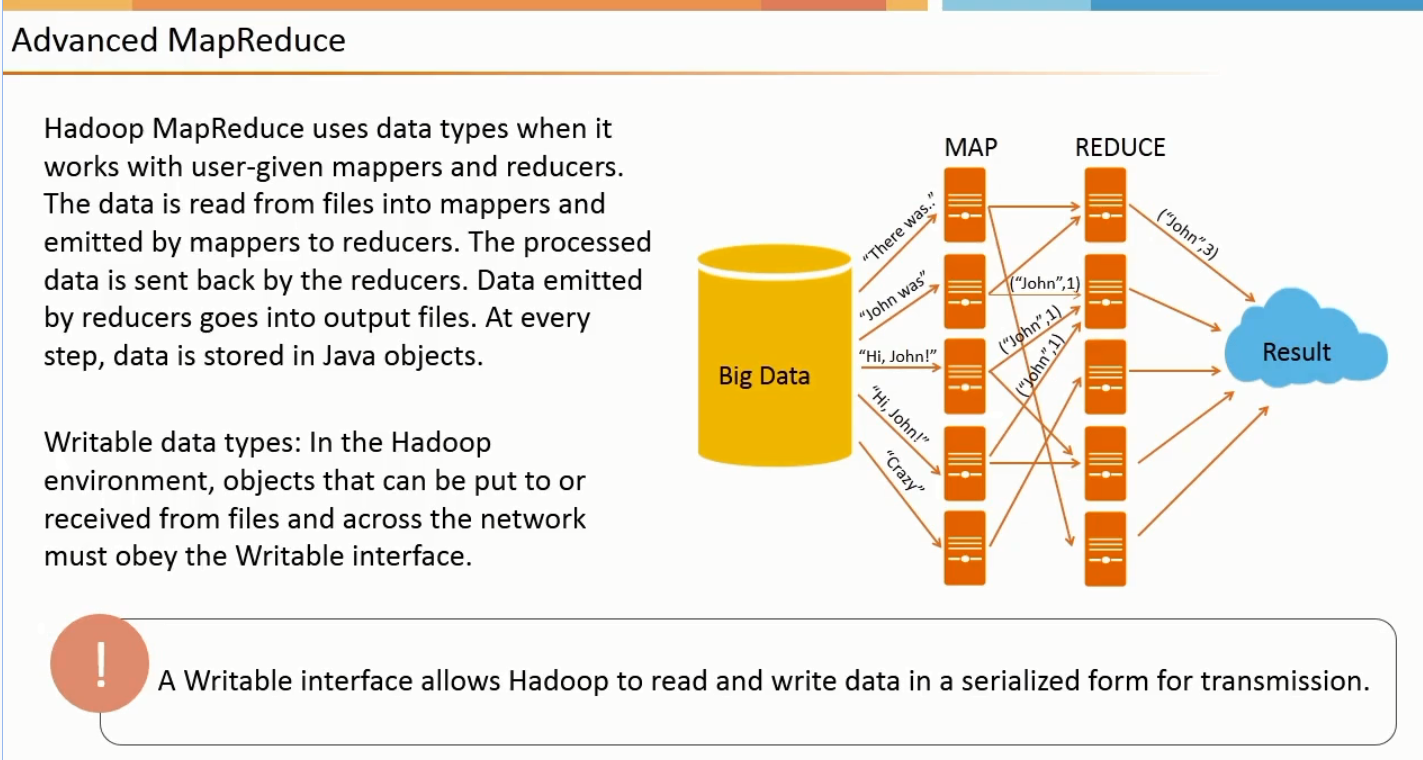 Advanced MapReduce
Hadoop MapReduce uses data types when it
works with user-given mappers and reducers.
The data is read from files into mappers and
emitted by mappers to reducers. The processed
data is sent back by the reducers. Data emitted
by reducers goes into output files. At every
step, data is stored in Java objects.
Writable data types: In the Hadoop
environment, objects that can be put to or
received from files and across the network
must obey the Writable interface.
MAP
REDUCE
Big Data
“There was..”
“John was”
“Hi, John!”
“Hi, John!”
“Crazy”
(“John”,1)
(“John”,1)
(“John”,1)
(“John”,3)
Result
!
A Writable interface allows Hadoop to read and write data in a serialized form for transmission.